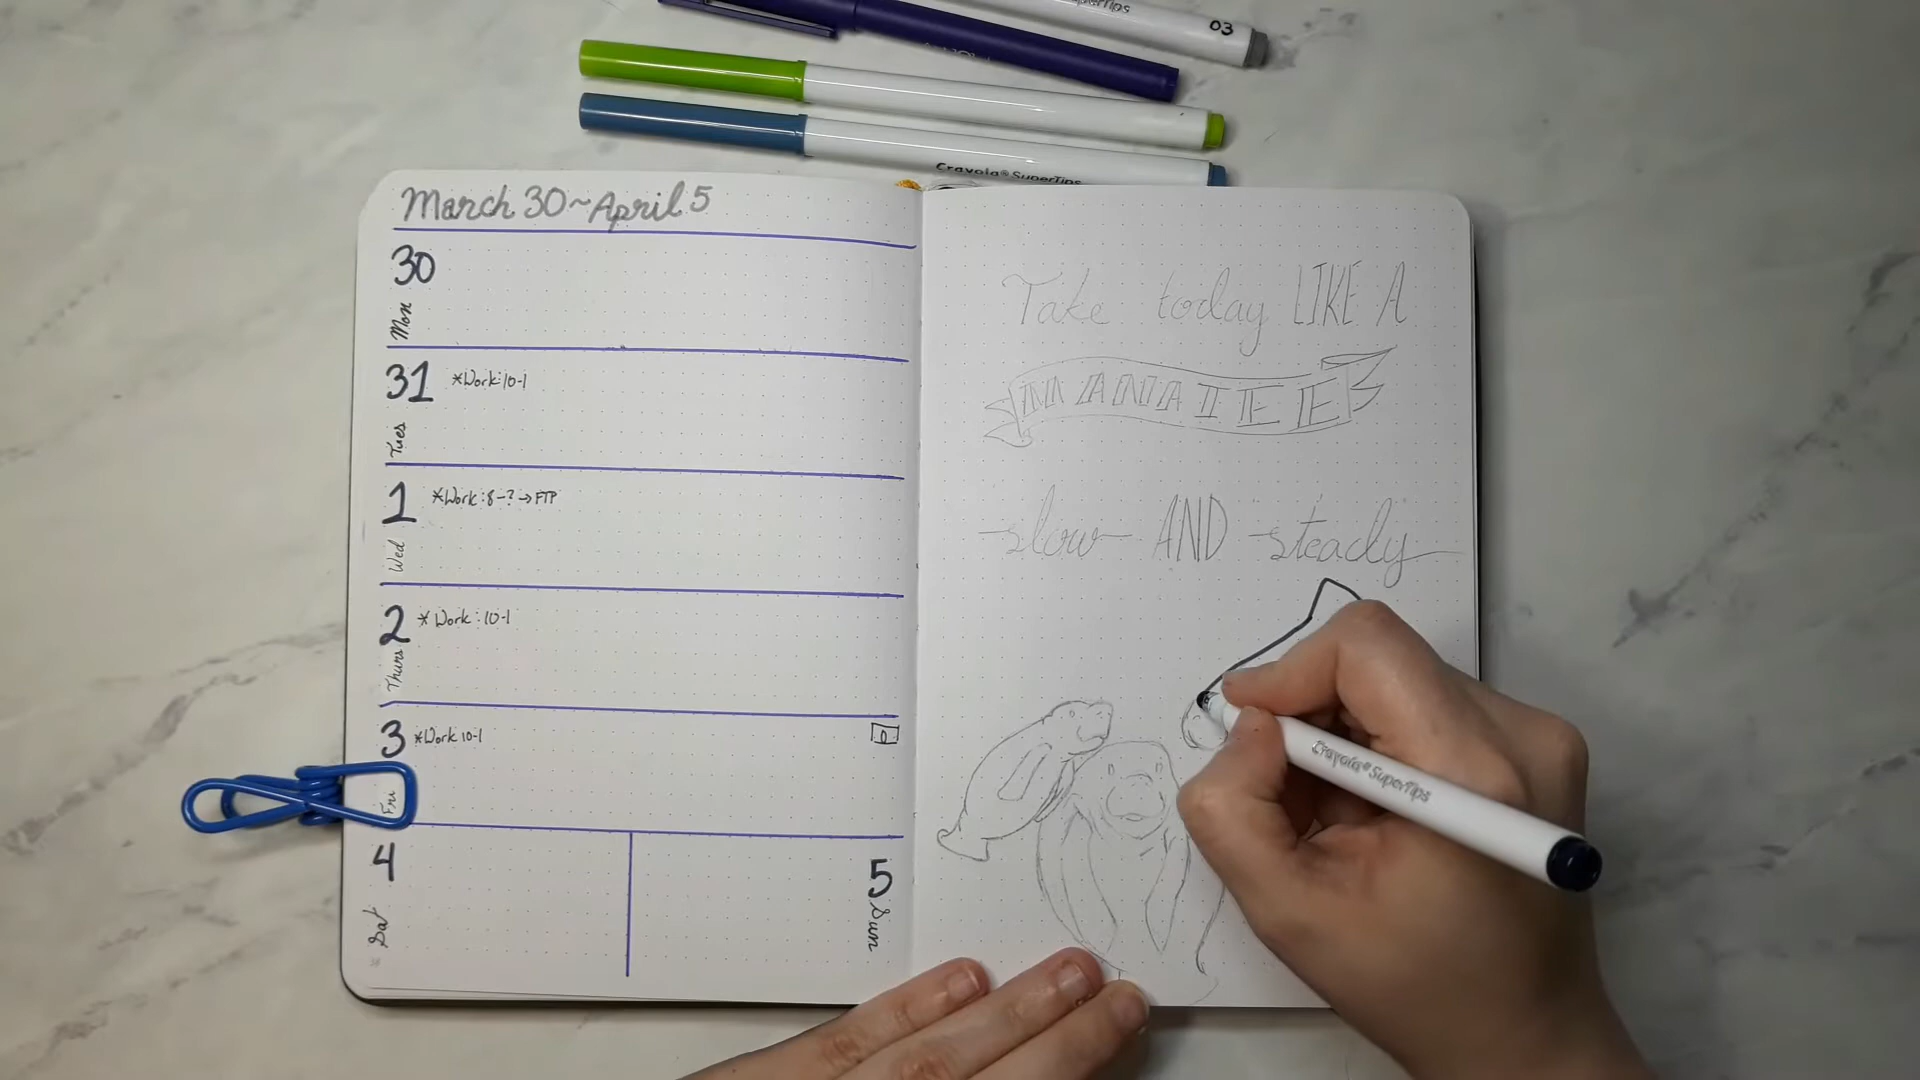 SuperTips
03
Crayola® SuperTips
March 30~April 5
30
Mon
31
*Work:10-1
Tues
1
*Work:8-?→FTP
Wed
2
* Work:10-1
Thurs
3
*Work 10-1
Fri
4
Sat
5
Sun
Take today LIKE A
MANATEE
slow AND steady
Crayola® SuperTips